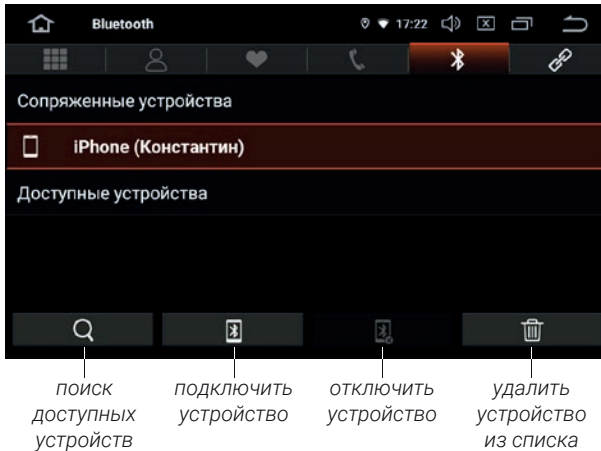 Bluetooth 17:22
Сопряженные устройства
iPhone (Константин)
Доступные устройства
поиск доступных устройств
подключить устройство
отключить устройство
удалить устройство из списка